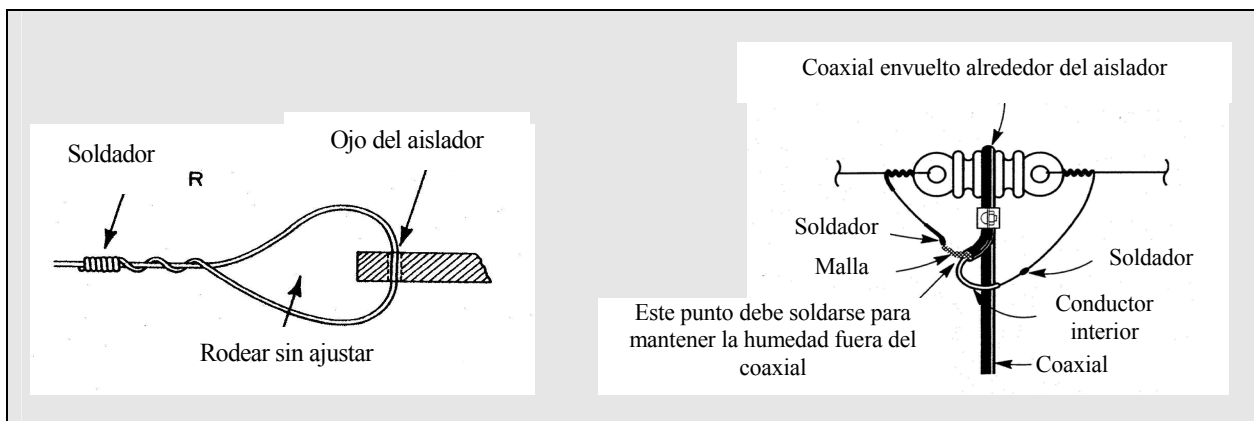 Soldador
R
Ojo del aislador
Rodear sin ajustar
Coaxial envuelto alrededor del aislador
Soldador
Malla
Este punto debe soldarse para
mantener la humedad fuera del
coaxial
Soldador
Conductor
interior
Coaxial